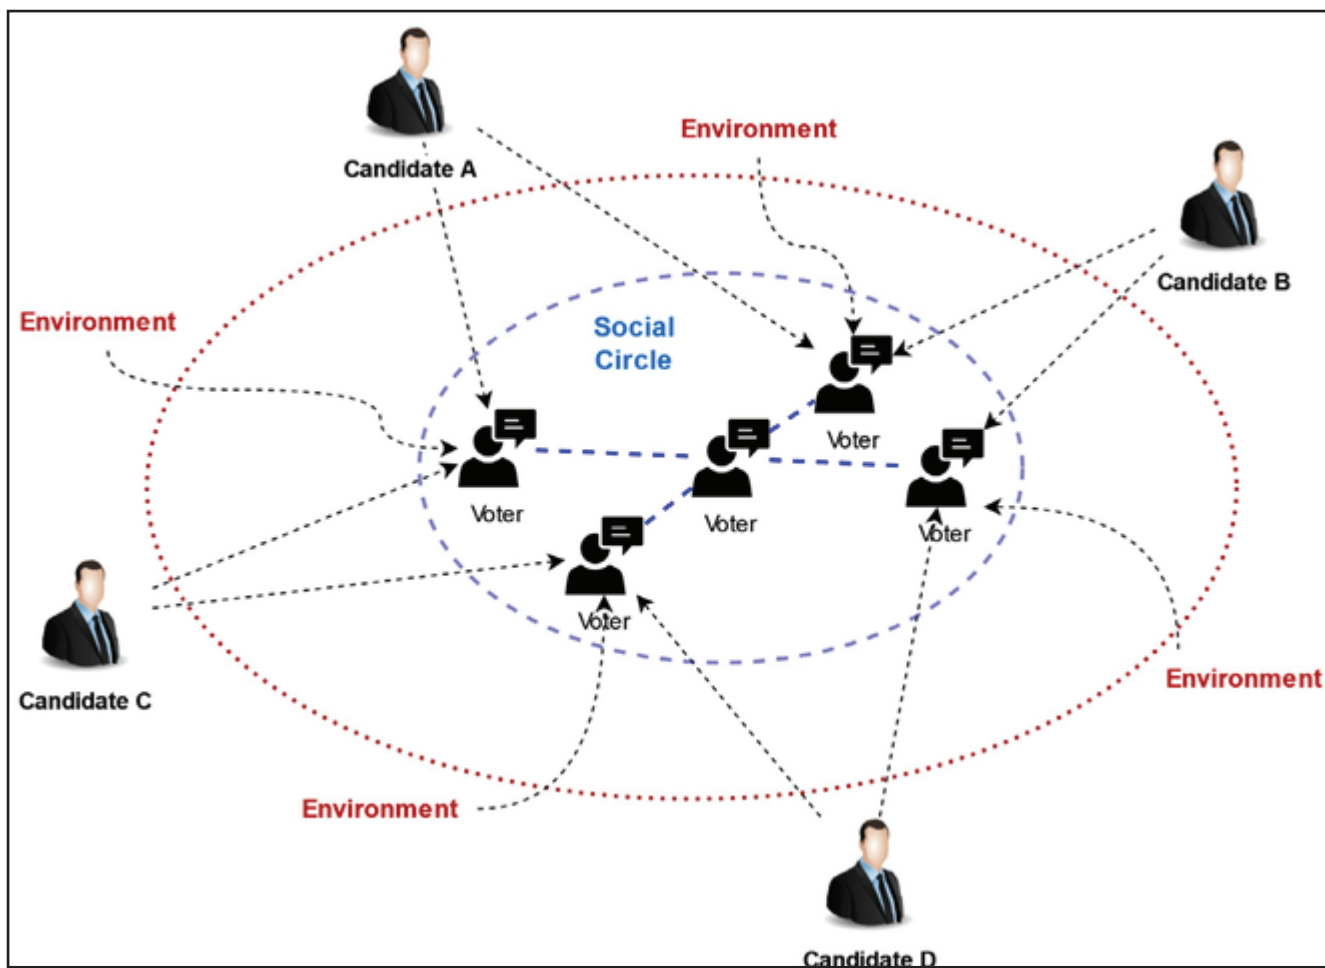 Candidate A
Environment
Candidate B
Environment
Social
Circle
Voter
Voter
Voter
Voter
Voter
Candidate C
Environment
Environment
Candidate D